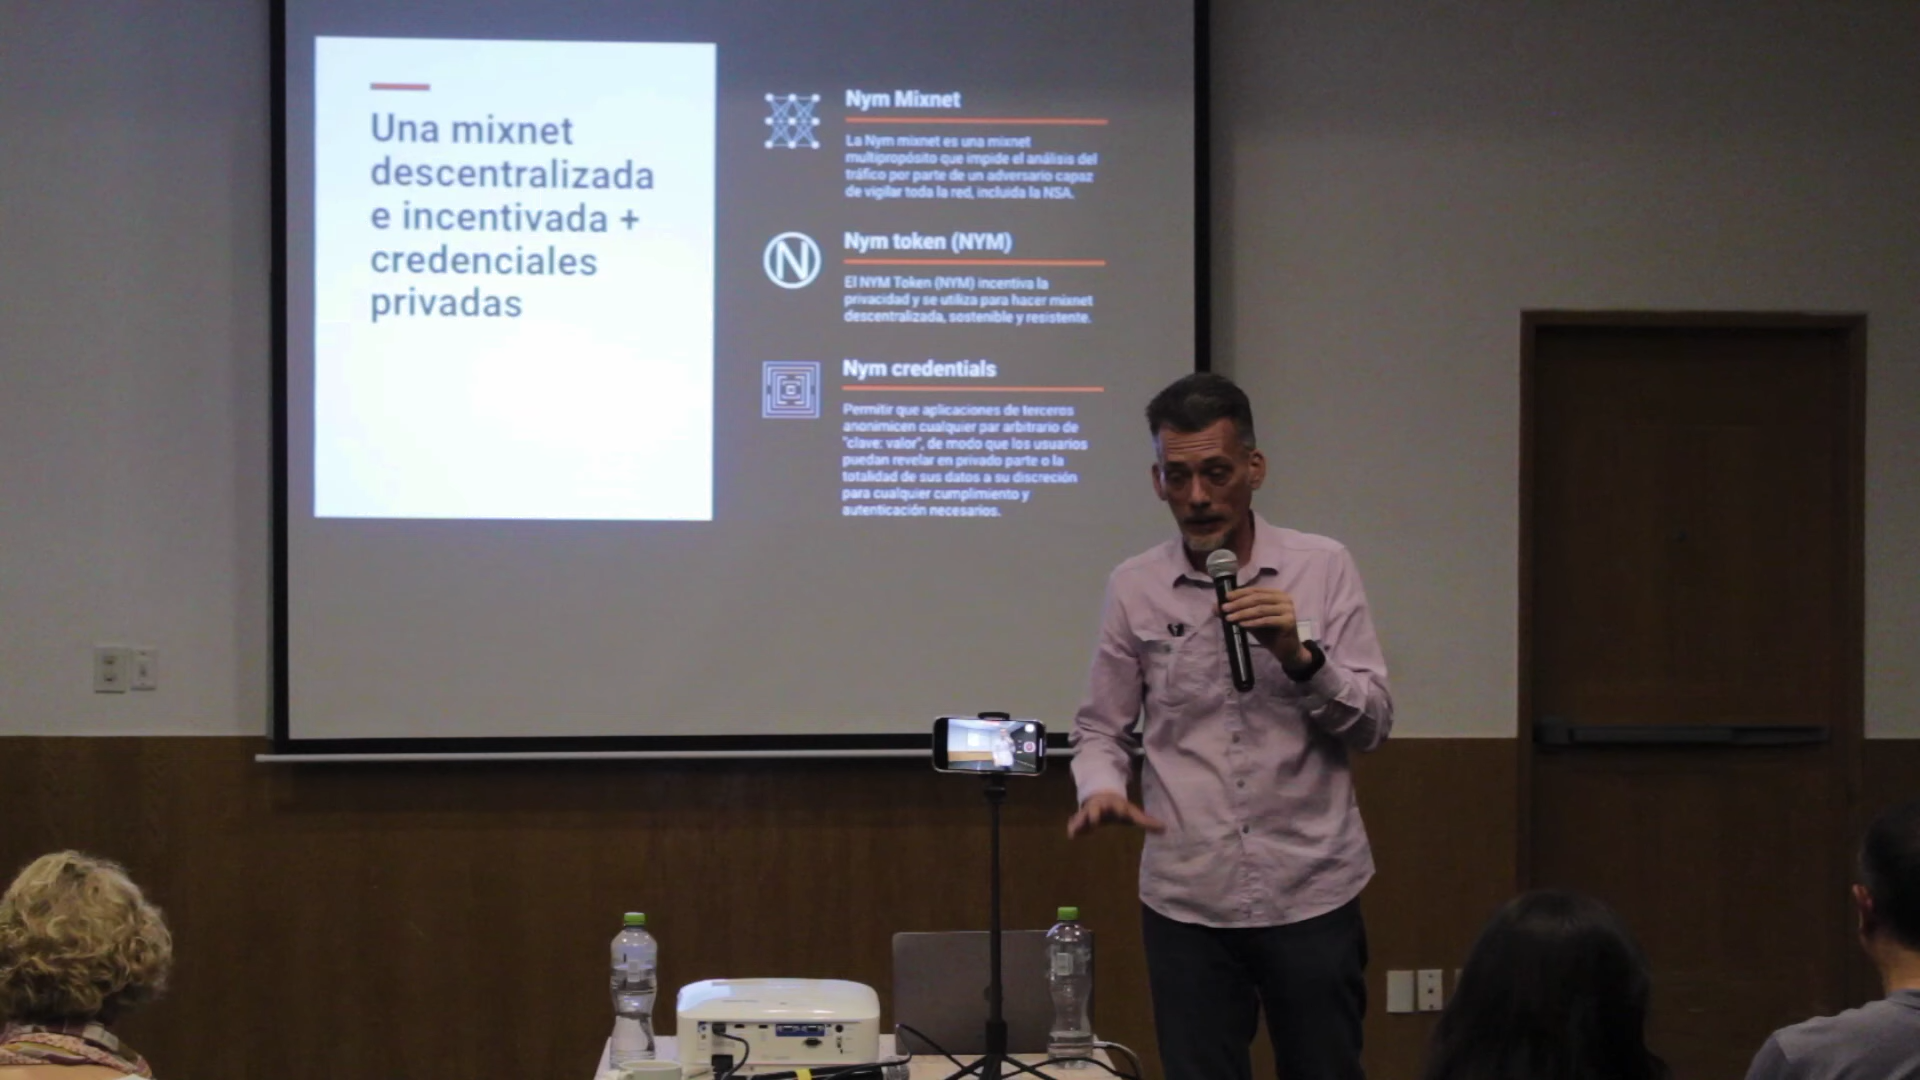 Una mixnet
descentralizada
e incentivada +
credenciales
privadas
Nym Mixnet
La Nym mixnet es una mixnet
multipropósito que impide el análisis del
tráfico por parte de un adversario capaz
de vigilar toda la red, incluida la NSA.
N
Nym token (NYM)
El NYM Token (NYM) incentiva la
privacidad y se utiliza para hacer mixnet
descentralizada, sostenible y resistente.
Nym credentials
Permitir que aplicaciones de terceros
anonimicen cualquier par arbitrario de
"clave: valor", de modo que los usuarios
puedan revelar en privado parte o la
totalidad de sus datos a su discreción
para cualquier cumplimiento y
autenticación necesarios.